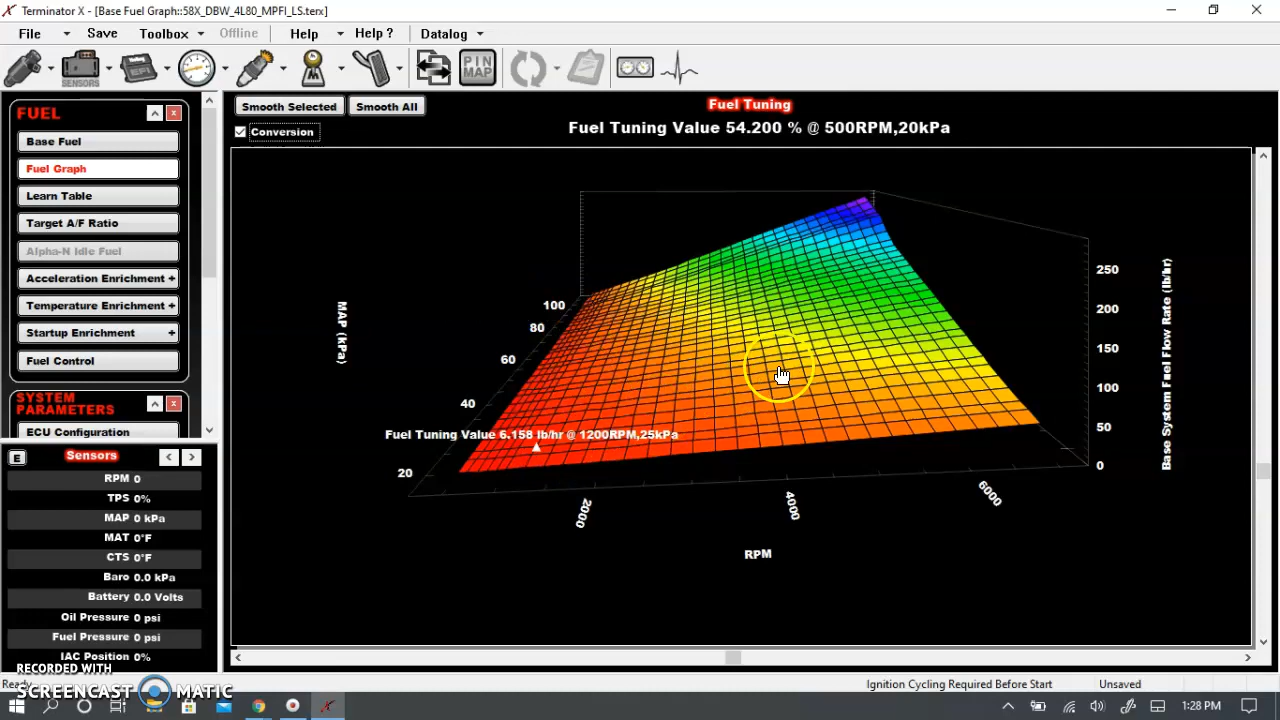 Terminator X - [Base Fuel Graph::58X_DBW_4L80_MPFI_LS.terx]
File Save Toolbox Offline Help Help ? Datalog
SENSORS EFI PIN MAP
FUEL
Base Fuel
Fuel Graph
Learn Table
Target A/F Ratio
Alpha-N Idle Fuel
Acceleration Enrichment +
Temperature Enrichment +
Startup Enrichment +
Fuel Control
SYSTEM
PARAMETERS
ECU Configuration
E Sensors < >
RPM 0
TPS 0%
MAP 0 kPa
MAT 0°F
CTS 0°F
Baro 0.0 kPa
Battery 0.0 Volts
Oil Pressure 0 psi
Fuel Pressure 0 psi
IAC Position 0%
Smooth Selected Smooth All
Conversion
Fuel Tuning
Fuel Tuning Value 54.200 % @ 500RPM,20kPa
MAP (kPa)
100
80
60
40
20
Fuel Tuning Value 6.158 lb/hr @ 1200RPM,25kPa
2000
4000
6000
RPM
250
200
150
100
50
0
Base System Fuel Flow Rate (lb/hr)
RECORDED WITH
SCREENCAST MATIC
Ready
Ignition Cycling Required Before Start Unsaved
1:28 PM